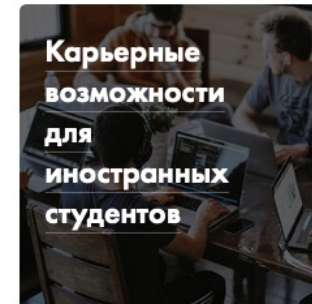 Карьерные
возможности
для
иностранных
студентов